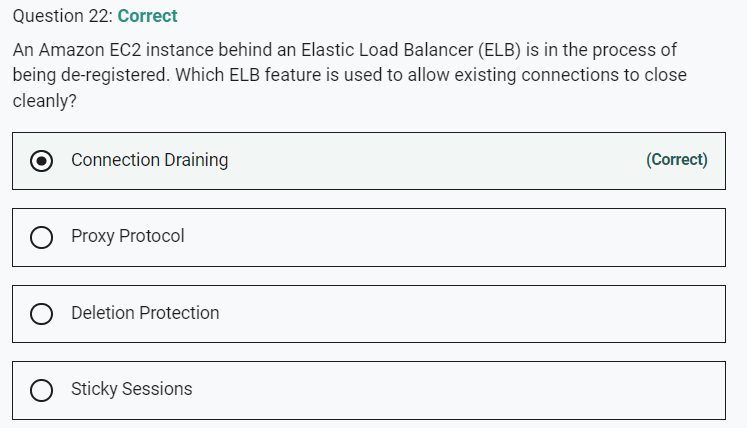 Question 22: Correct
An Amazon EC2 instance behind an Elastic Load Balancer (ELB) is in the process of
being de-registered. Which ELB feature is used to allow existing connections to close
cleanly?
Connection Draining (Correct)
Proxy Protocol
Deletion Protection
Sticky Sessions